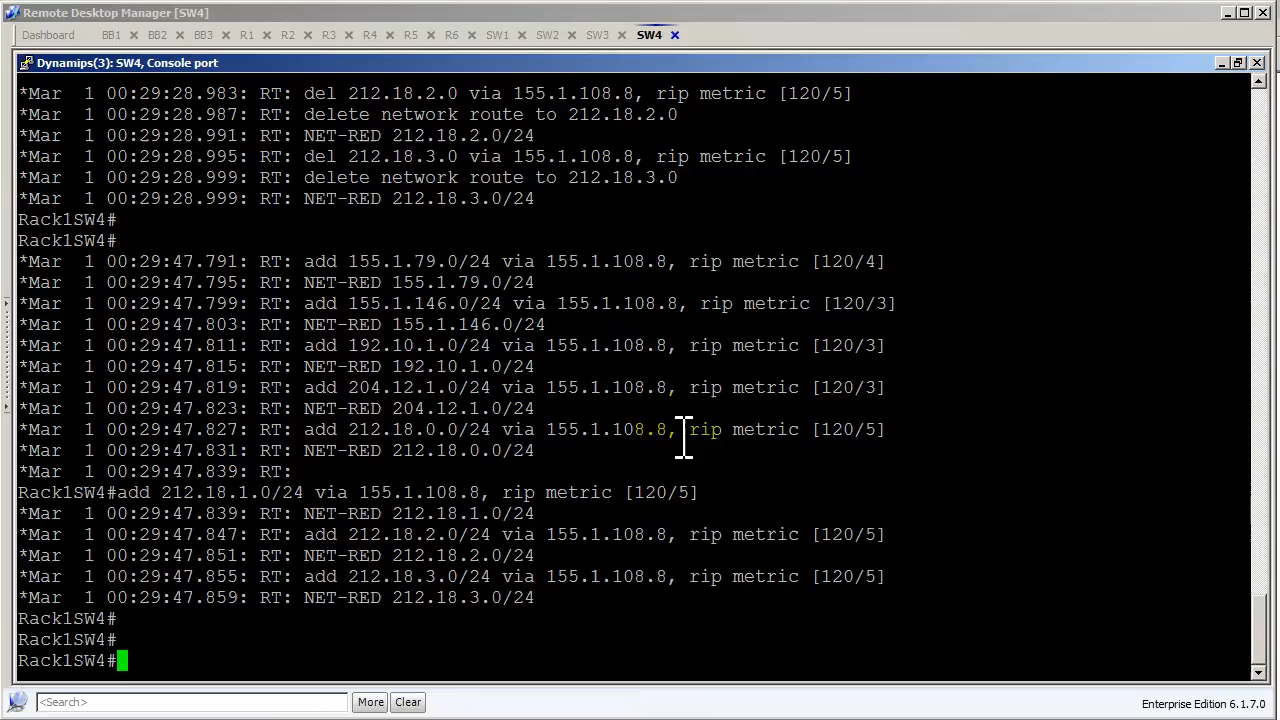 Remote Desktop Manager [SW4]
Dashboard BB1 BB2 BB3 R1 R2 R3 R4 R5 R6 SW1 SW2 SW3 SW4
Dynamips(3): SW4, Console port
*Mar  1 00:29:28.983: RT: del 212.18.2.0 via 155.1.108.8, rip metric [120/5]
*Mar  1 00:29:28.987: RT: delete network route to 212.18.2.0
*Mar  1 00:29:28.991: RT: NET-RED 212.18.2.0/24
*Mar  1 00:29:28.995: RT: del 212.18.3.0 via 155.1.108.8, rip metric [120/5]
*Mar  1 00:29:28.999: RT: delete network route to 212.18.3.0
*Mar  1 00:29:28.999: RT: NET-RED 212.18.3.0/24
Rack1SW4#
Rack1SW4#
*Mar  1 00:29:47.791: RT: add 155.1.79.0/24 via 155.1.108.8, rip metric [120/4]
*Mar  1 00:29:47.795: RT: NET-RED 155.1.79.0/24
*Mar  1 00:29:47.799: RT: add 155.1.146.0/24 via 155.1.108.8, rip metric [120/3]
*Mar  1 00:29:47.803: RT: NET-RED 155.1.146.0/24
*Mar  1 00:29:47.811: RT: add 192.10.1.0/24 via 155.1.108.8, rip metric [120/3]
*Mar  1 00:29:47.815: RT: NET-RED 192.10.1.0/24
*Mar  1 00:29:47.819: RT: add 204.12.1.0/24 via 155.1.108.8, rip metric [120/3]
*Mar  1 00:29:47.823: RT: NET-RED 204.12.1.0/24
*Mar  1 00:29:47.827: RT: add 212.18.0.0/24 via 155.1.108.8, rip metric [120/5]
*Mar  1 00:29:47.831: RT: NET-RED 212.18.0.0/24
*Mar  1 00:29:47.839: RT:
Rack1SW4#add 212.18.1.0/24 via 155.1.108.8, rip metric [120/5]
*Mar  1 00:29:47.839: RT: NET-RED 212.18.1.0/24
*Mar  1 00:29:47.847: RT: add 212.18.2.0/24 via 155.1.108.8, rip metric [120/5]
*Mar  1 00:29:47.851: RT: NET-RED 212.18.2.0/24
*Mar  1 00:29:47.855: RT: add 212.18.3.0/24 via 155.1.108.8, rip metric [120/5]
*Mar  1 00:29:47.859: RT: NET-RED 212.18.3.0/24
Rack1SW4#
Rack1SW4#
Rack1SW4#
<Search> More Clear
Enterprise Edition 6.1.7.0